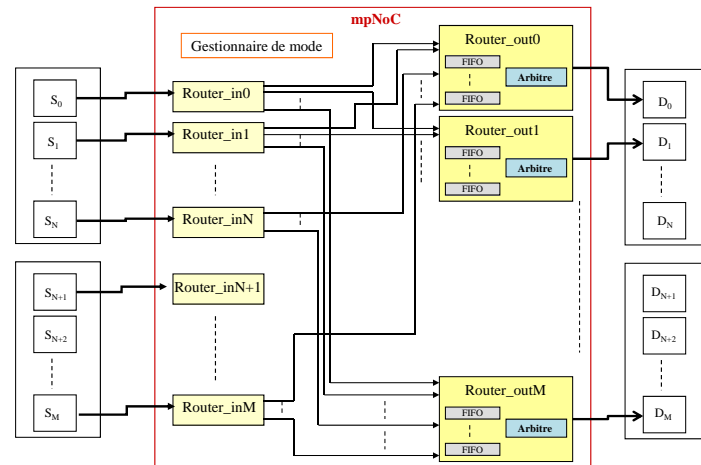 mpNoC
Gestionnaire de mode
S0
S1
SN
SN+1
SN+2
SM
Router_in0
Router_in1
Router_inN
Router_inN+1
Router_inM
Router_out0
FIFO
Arbitre
FIFO
Router_out1
FIFO
Arbitre
FIFO
Router_outM
FIFO
Arbitre
FIFO
D0
D1
DN
DN+1
DN+2
DM